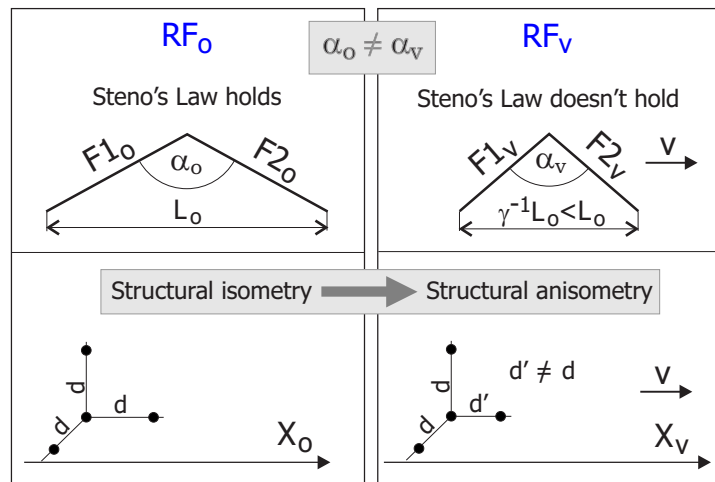 RFo
αo ≠ αv
RFv
Steno's Law holds
Steno's Law doesn't hold
F1o
αo
F2o
Lo
F1v
αv
F2v
v
γ⁻¹Lo<Lo
Structural isometry
Structural anisometry
d
d
d
Xo
d
d
d'
d' ≠ d
v
Xv